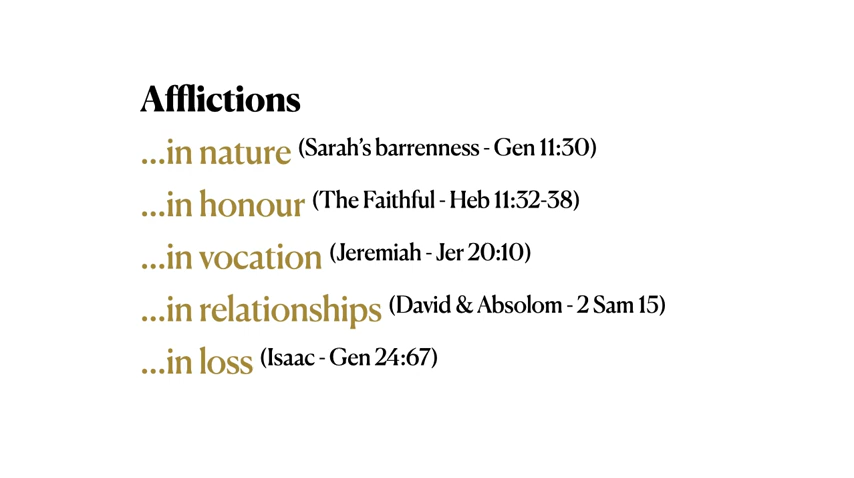 Afflictions
...in nature (Sarah's barrenness - Gen 11:30)
...in honour (The Faithful - Heb 11:32-38)
...in vocation (Jeremiah - Jer 20:10)
...in relationships (David & Absolom - 2 Sam 15)
...in loss (Isaac - Gen 24:67)